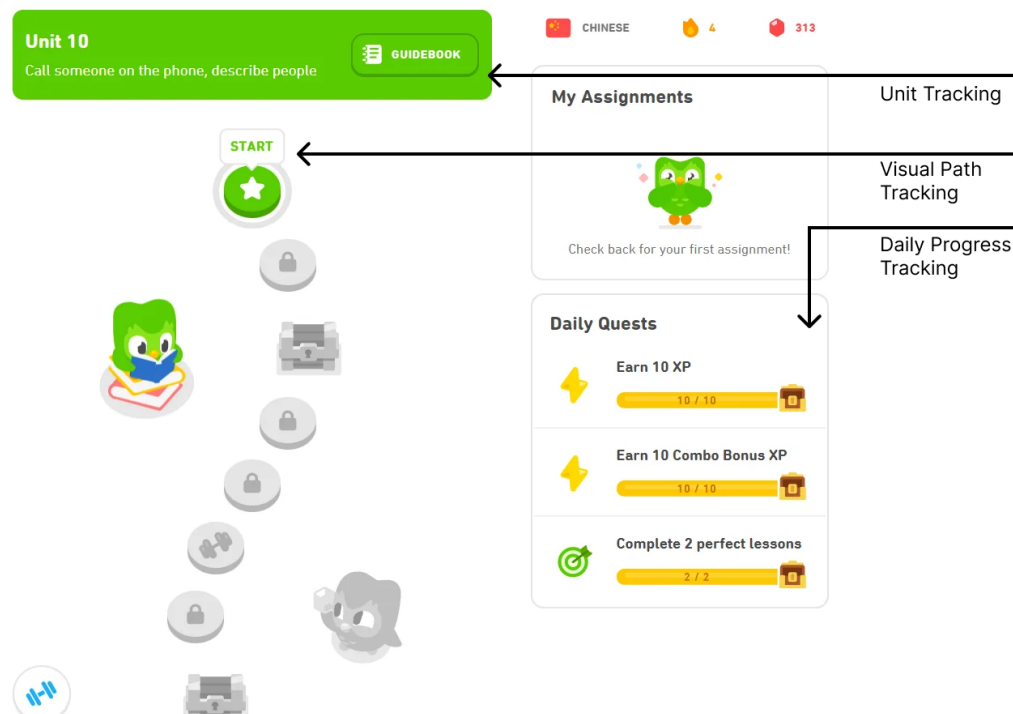 Unit 10
Call someone on the phone, describe people
GUIDEBOOK
START
CHINESE
4
313
My Assignments
Check back for your first assignment!
Daily Quests
Earn 10 XP
10 / 10
Earn 10 Combo Bonus XP
10 / 10
Complete 2 perfect lessons
2 / 2
Unit Tracking
Visual Path
Tracking
Daily Progress
Tracking